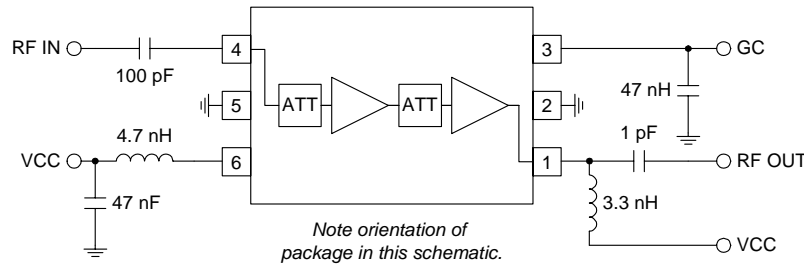 RF IN
100 pF
4
3
GC
ATT
ATT
5
2
47 nH
4.7 nH
1 pF
VCC
6
1
RF OUT
47 nF
3.3 nH
Note orientation of
package in this schematic.
VCC